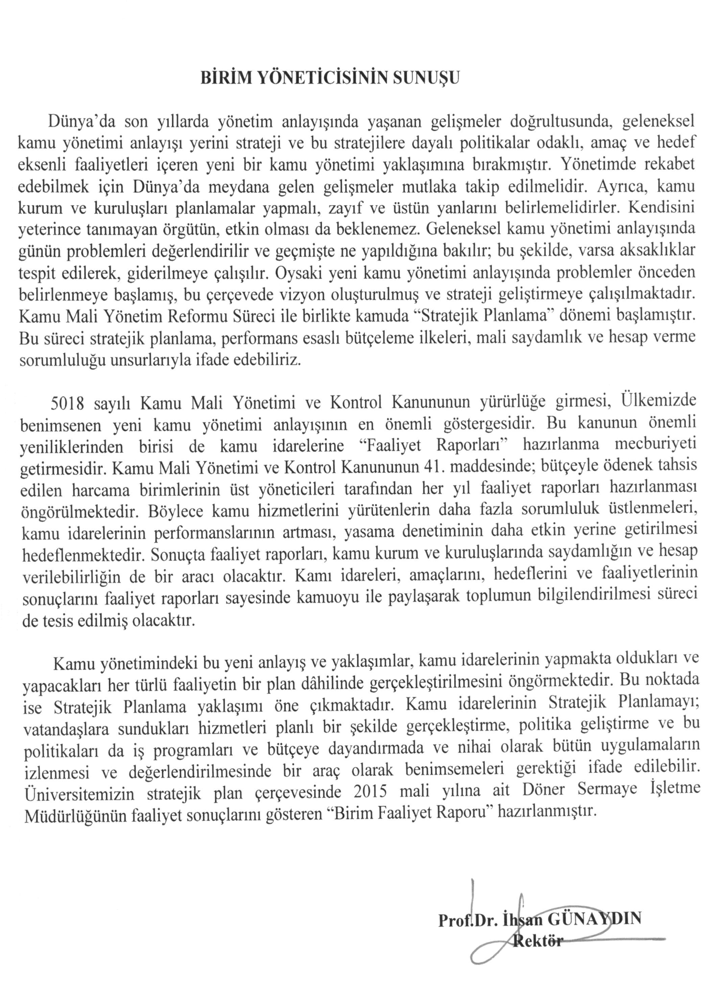 BİRİM YÖNETİCİSİNİN SUNUŞU
Dünya’da son yıllarda yönetim anlayışında yaşanan gelişmeler doğrultusunda, geleneksel
kamu yönetimi anlayışı yerini strateji ve bu stratejilere dayalı politikalar odaklı, amaç ve hedef
eksenli faaliyetleri içeren yeni bir kamu yönetimi yaklaşımına bırakmıştır. Yönetimde rekabet
edebilmek için Dünya’da meydana gelen gelişmeler mutlaka takip edilmelidir. Ayrıca, kamu
kurum ve kuruluşları planlamalar yapmalı, zayıf ve üstün yanlarını belirlemelidirler. Kendisini
yeterince tanımayan örgütün, etkin olması da beklenemez. Geleneksel kamu yönetimi anlayışında
günün problemleri değerlendirilir ve geçmişte ne yapıldığına bakılır; bu şekilde, varsa aksaklıklar
tespit edilerek, giderilmeye çalışılır. Oysaki yeni kamu yönetimi anlayışında problemler önceden
belirlenmeye başlamış, bu çerçevede vizyon oluşturulmuş ve strateji geliştirmeye çalışılmaktadır.
Kamu Mali Yönetim Reformu Süreci ile birlikte kamuda “Stratejik Planlama” dönemi başlamıştır.
Bu süreci stratejik planlama, performans esaslı bütçeleme ilkeleri, mali saydamlık ve hesap verme
sorumluluğu unsurlarıyla ifade edebiliriz.
5018 sayılı Kamu Mali Yönetimi ve Kontrol Kanununun yürürlüğe girmesi, Ülkemizde
benimsenen yeni kamu yönetimi anlayışının en önemli göstergesidir. Bu kanunun önemli
yeniliklerinden birisi de kamu idarelerine “Faaliyet Raporları” hazırlanma mecburiyeti
getirmesidir. Kamu Mali Yönetimi ve Kontrol Kanununun 41. maddesinde; bütçeyle ödenek tahsis
edilen harcama birimlerinin üst yöneticileri tarafından her yıl faaliyet raporları hazırlanması
öngörülmektedir. Böylece kamu hizmetlerini yürütenlerin daha fazla sorumluluk üstlenmeleri,
kamu idarelerinin performanslarının artması, yasama denetiminin daha etkin yerine getirilmesi
hedeflenmektedir. Sonuçta faaliyet raporları, kamu kurum ve kuruluşlarında saydamlığın ve hesap
verilebilirliğin de bir aracı olacaktır. Kamı idareleri, amaçlarını, hedeflerini ve faaliyetlerinin
sonuçlarını faaliyet raporları sayesinde kamuoyu ile paylaşarak toplumun bilgilendirilmesi süreci
de tesis edilmiş olacaktır.
Kamu yönetimindeki bu yeni anlayış ve yaklaşımlar, kamu idarelerinin yapmakta oldukları ve
yapacakları her türlü faaliyetin bir plan dâhilinde gerçekleştirilmesini öngörmektedir. Bu noktada
ise Stratejik Planlama yaklaşımı öne çıkmaktadır. Kamu idarelerinin Stratejik Planlamayı;
vatandaşlara sundukları hizmetleri planlı bir şekilde gerçekleştirme, politika geliştirme ve bu
politikaları da iş programları ve bütçeye dayandırmada ve nihai olarak bütün uygulamaların
izlenmesi ve değerlendirilmesinde bir araç olarak benimsemeleri gerektiği ifade edilebilir.
Üniversitemizin stratejik plan çerçevesinde 2015 mali yılına ait Döner Sermaye İşletme
Müdürlüğünün faaliyet sonuçlarını gösteren “Birim Faaliyet Raporu” hazırlanmıştır.
Prof.Dr. İhsan GÜNAYDIN
Rektör